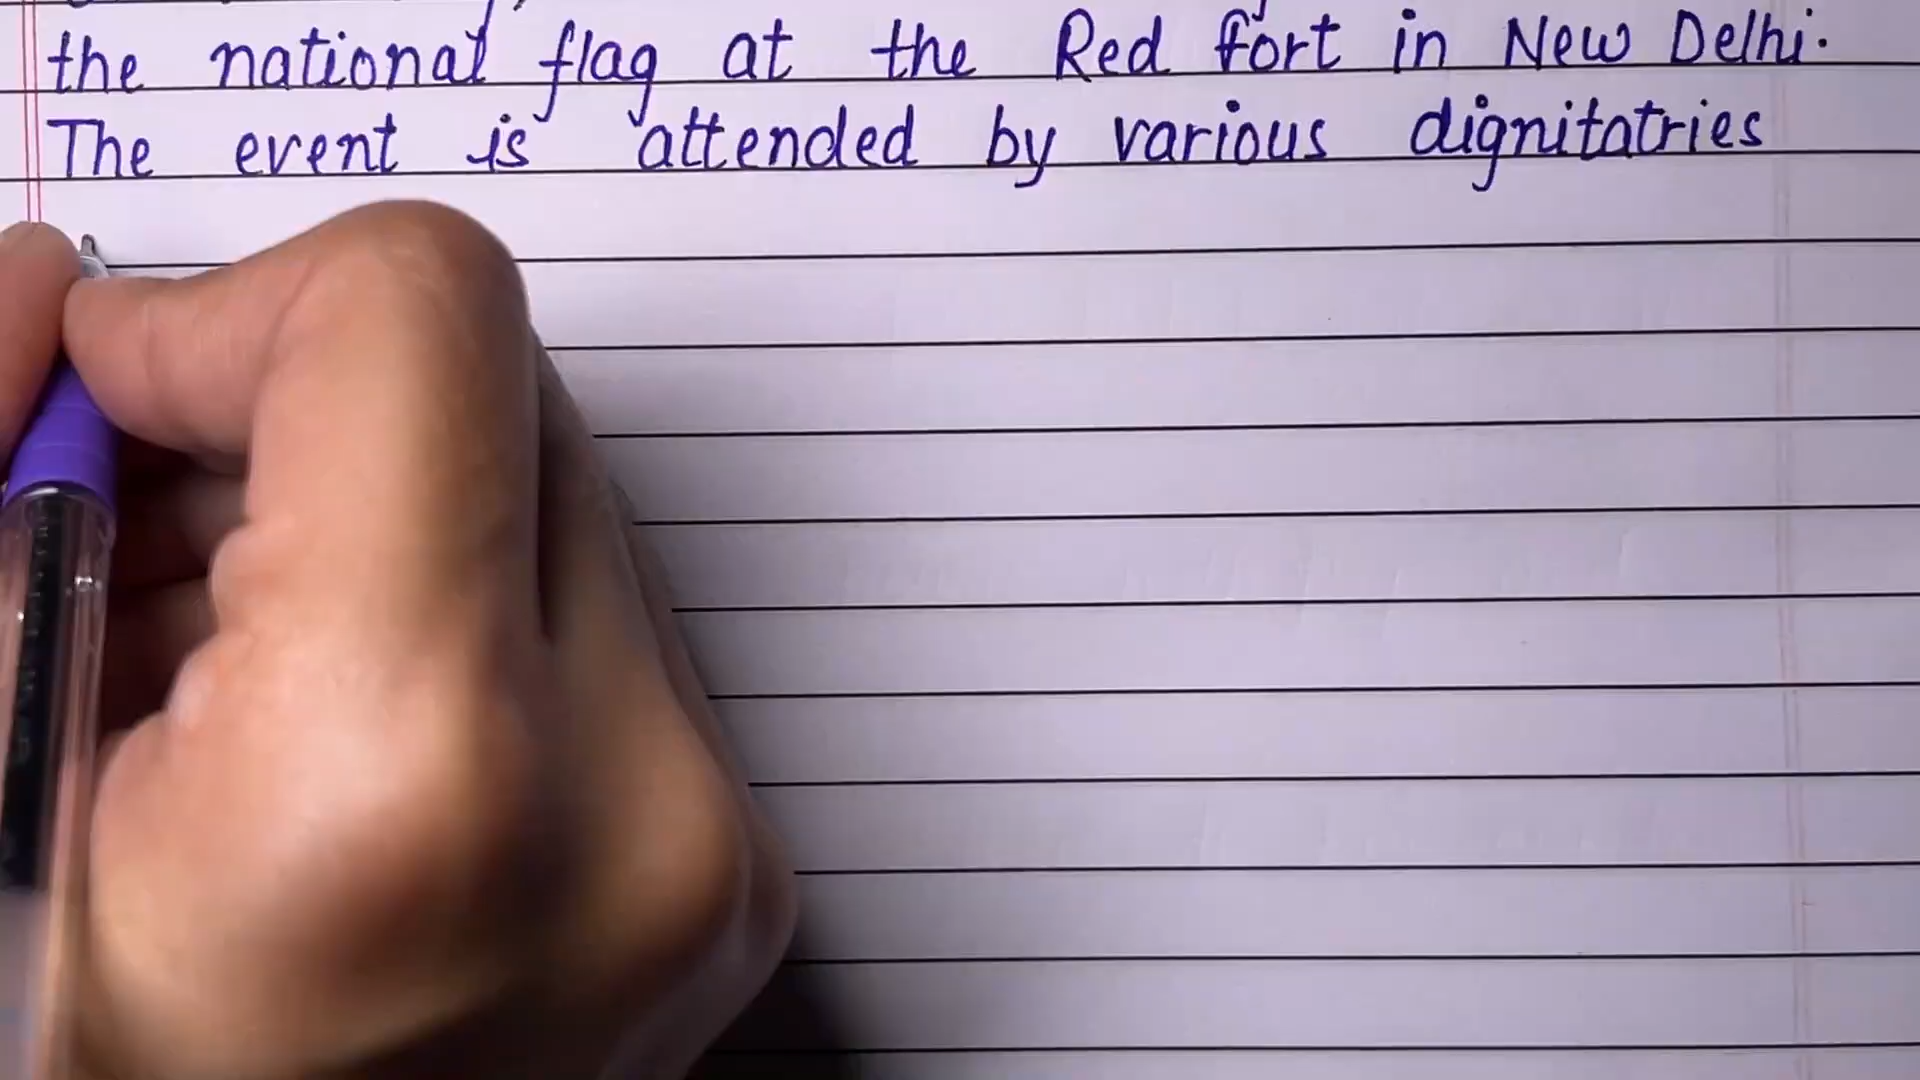 the national flag at the Red fort in New Delhi.
The event is attended by various dignitatries